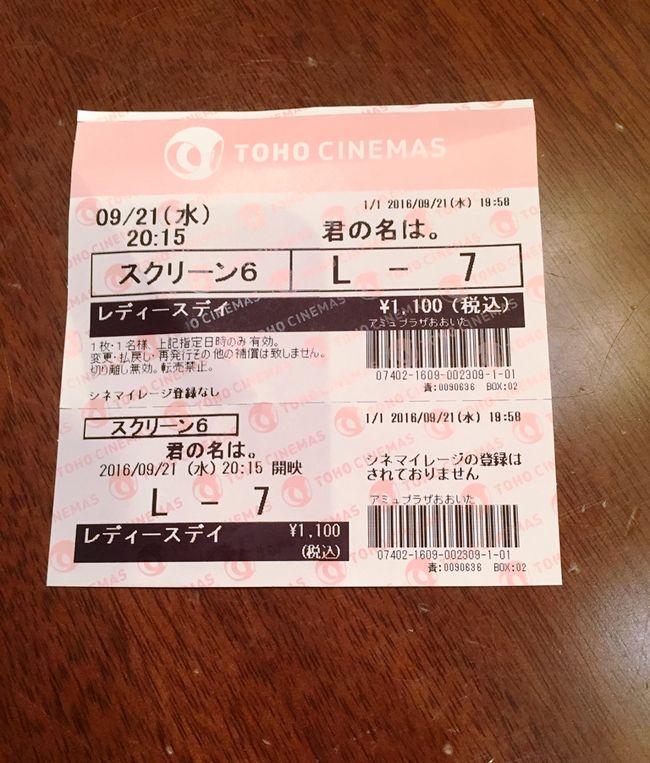 TOHO CINEMAS
1/1 2016/09/21(水) 19:58
09/21(水)
20:15
君の名は。
スクリーン6
L - 7
レディースデイ
¥1,100(税込)
アミュプラザおおいた
1枚・1名様、上記指定日時のみ有効。
変更・払戻し・再発行その他の補償は致しません。
切り離し無効。転売禁止。
シネマイレージ登録なし
07402-1609-002309-1-01
責:0090636 BOX:02
スクリーン6
君の名は。
2016/09/21 (水) 20:15 開映
L - 7
レディースデイ
¥1,100
(税込)
1/1 2016/09/21(水) 19:58
シネマイレージの登録は
されておりません
アミュプラザおおいた
07402-1609-002309-1-01
責:0090636 BOX:02